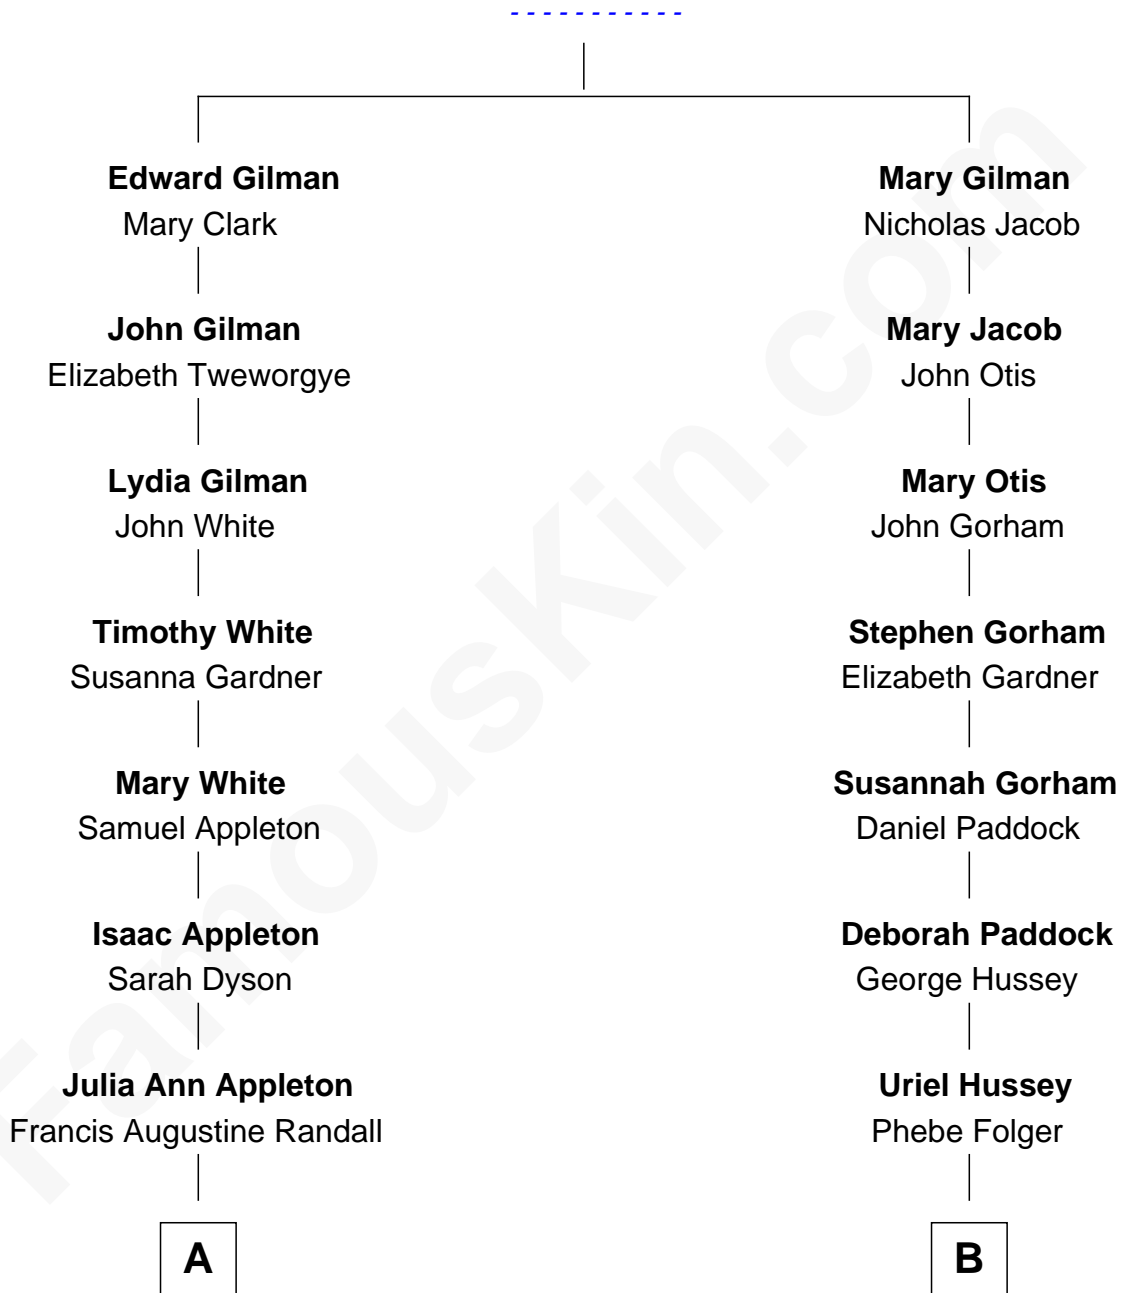 - - - - - - - - - - -
Edward Gilman
Mary Clark
John Gilman
Elizabeth Tweworgye
Lydia Gilman
John White
Timothy White
Susanna Gardner
Mary White
Samuel Appleton
Isaac Appleton
Sarah Dyson
Julia Ann Appleton
Francis Augustine Randall
A
Mary Gilman
Nicholas Jacob
Mary Jacob
John Otis
Mary Otis
John Gorham
Stephen Gorham
Elizabeth Gardner
Susannah Gorham
Daniel Paddock
Deborah Paddock
George Hussey
Uriel Hussey
Phebe Folger
B
FamousKin.com